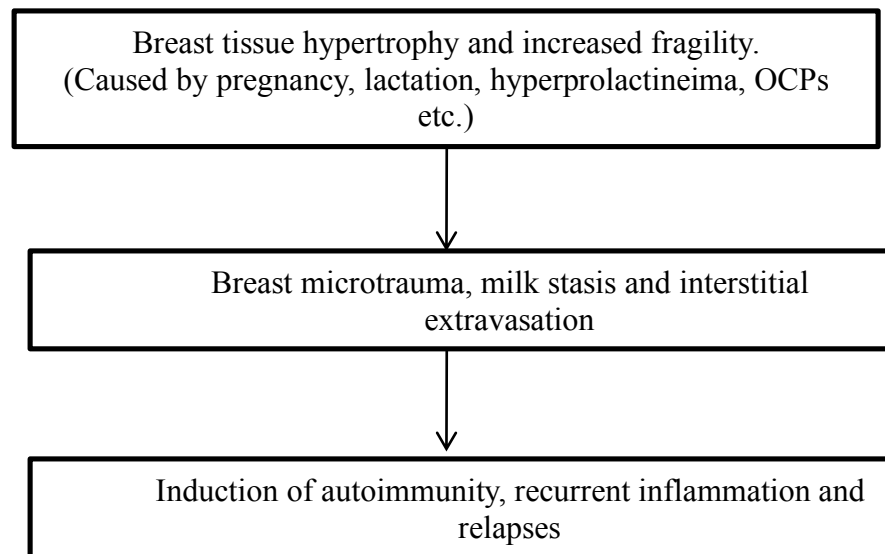 Breast tissue hypertrophy and increased fragility.
(Caused by pregnancy, lactation, hyperprolactineima, OCPs
etc.)
Breast microtrauma, milk stasis and interstitial
extravasation
Induction of autoimmunity, recurrent inflammation and
relapses